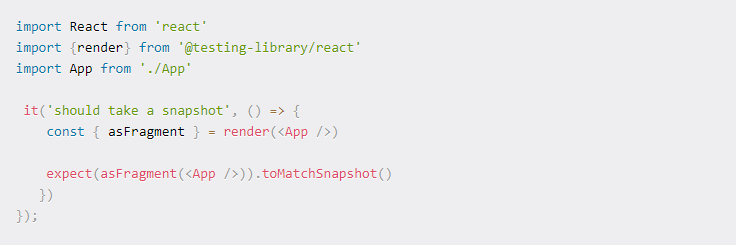 import React from 'react'
import {render} from '@testing-library/react'
import App from './App'
it('should take a snapshot', () => {
const { asFragment } = render(<App />)
expect(asFragment(<App />)).toMatchSnapshot()
})
});